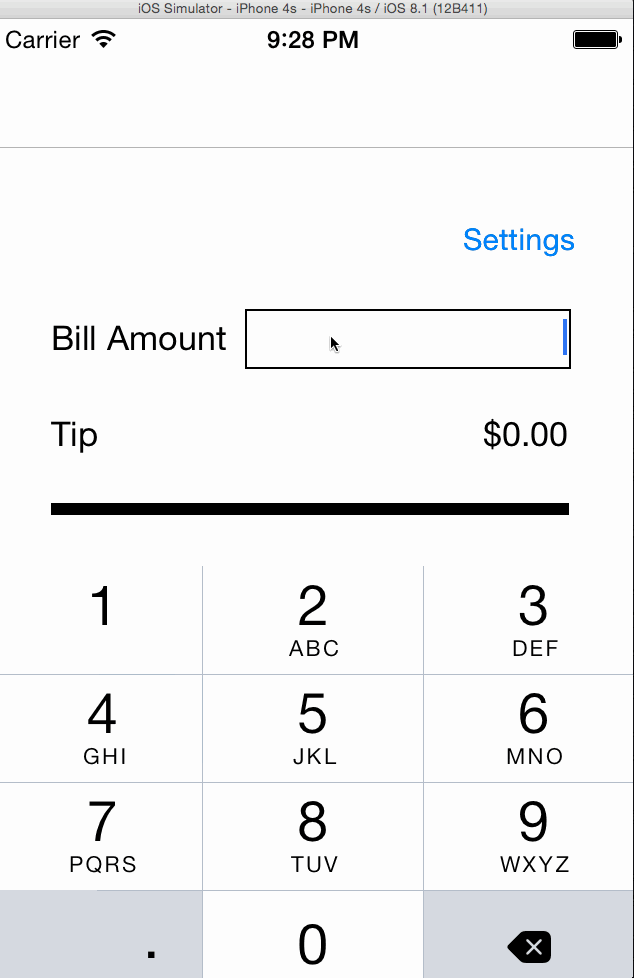 iOS Simulator - iPhone 4s - iPhone 4s / iOS 8.1 (12B411)
Carrier 9:28 PM
Settings
Bill Amount
Tip $0.00
1 2 3
ABC DEF
4 5 6
GHI JKL MNO
7 8 9
PQRS TUV WXYZ
. 0